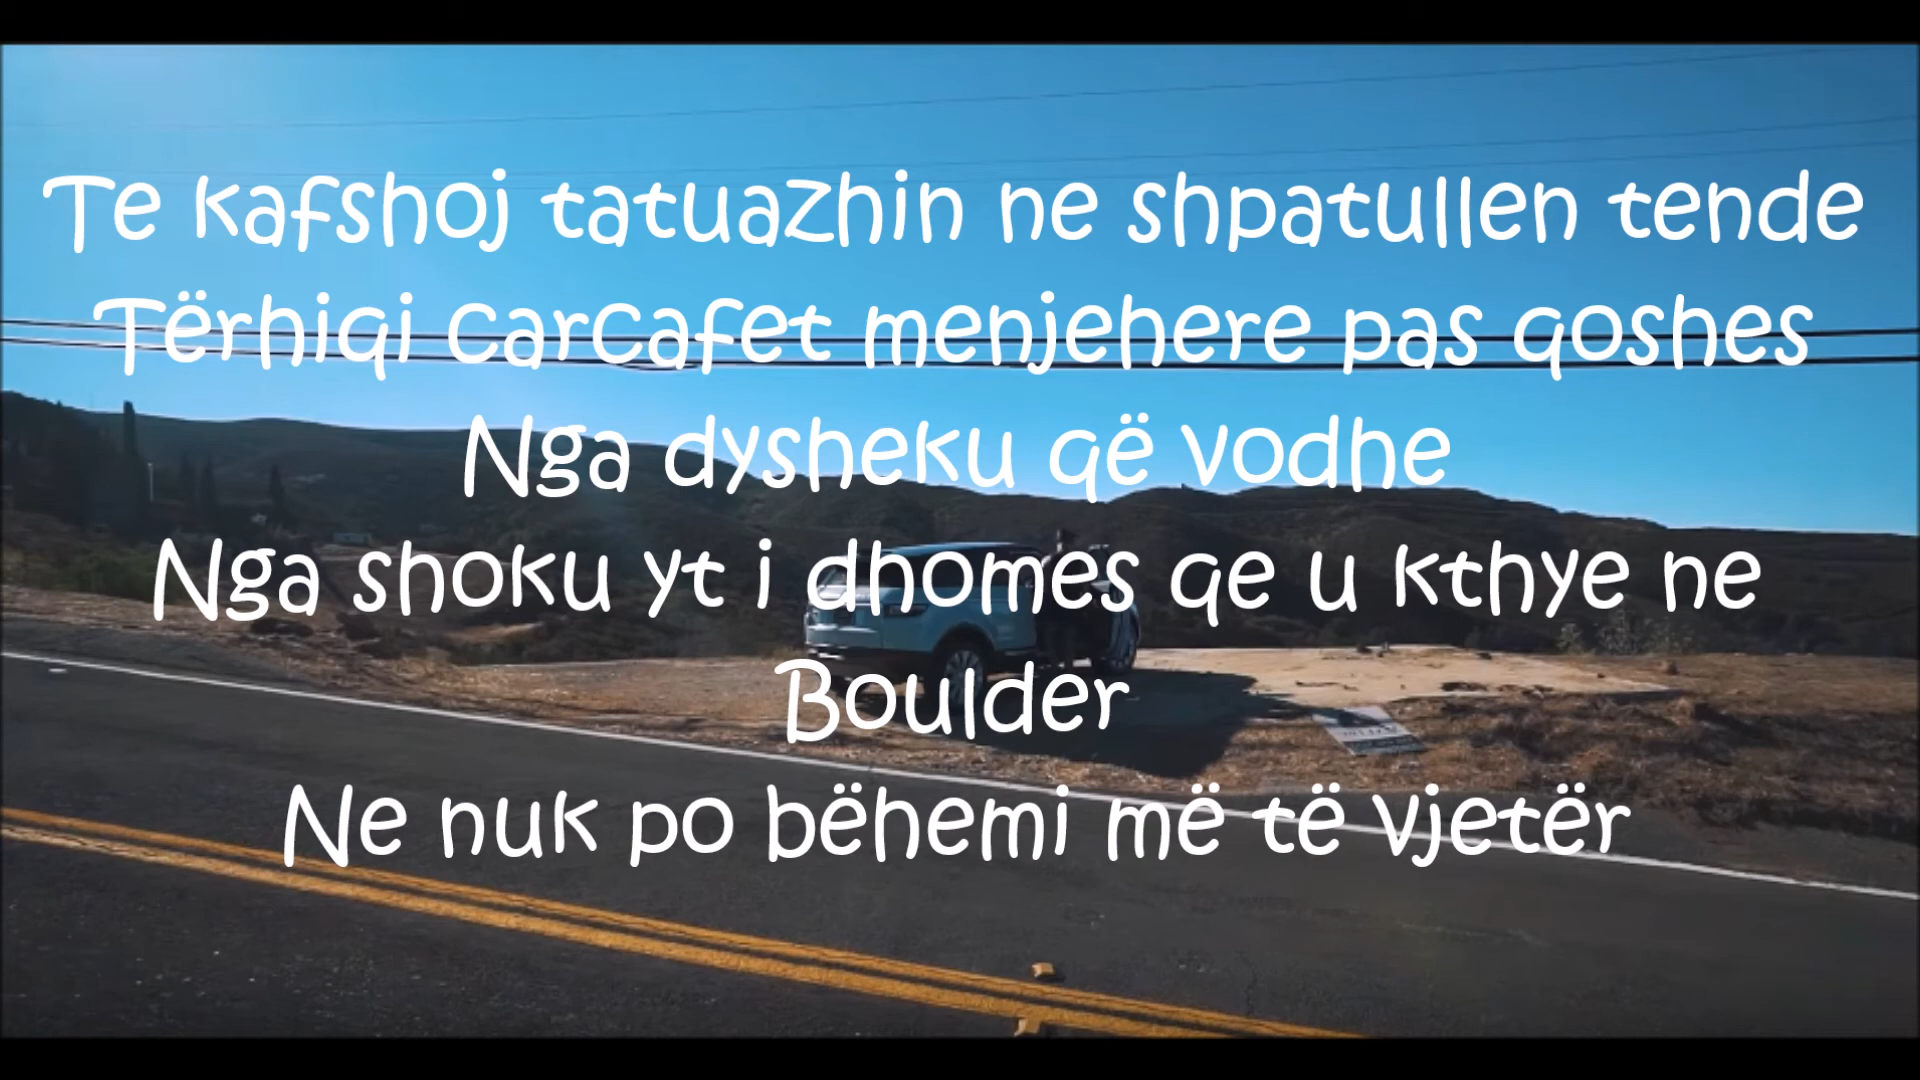 Te kafshoj tatuazhin ne shpatullen tende
Tërhiqi carcafet menjehere pas qoshes
Nga dysheku që vodhe
Nga shoku yt i dhomes qe u kthye ne
Boulder
Ne nuk po bëhemi më të vjetër